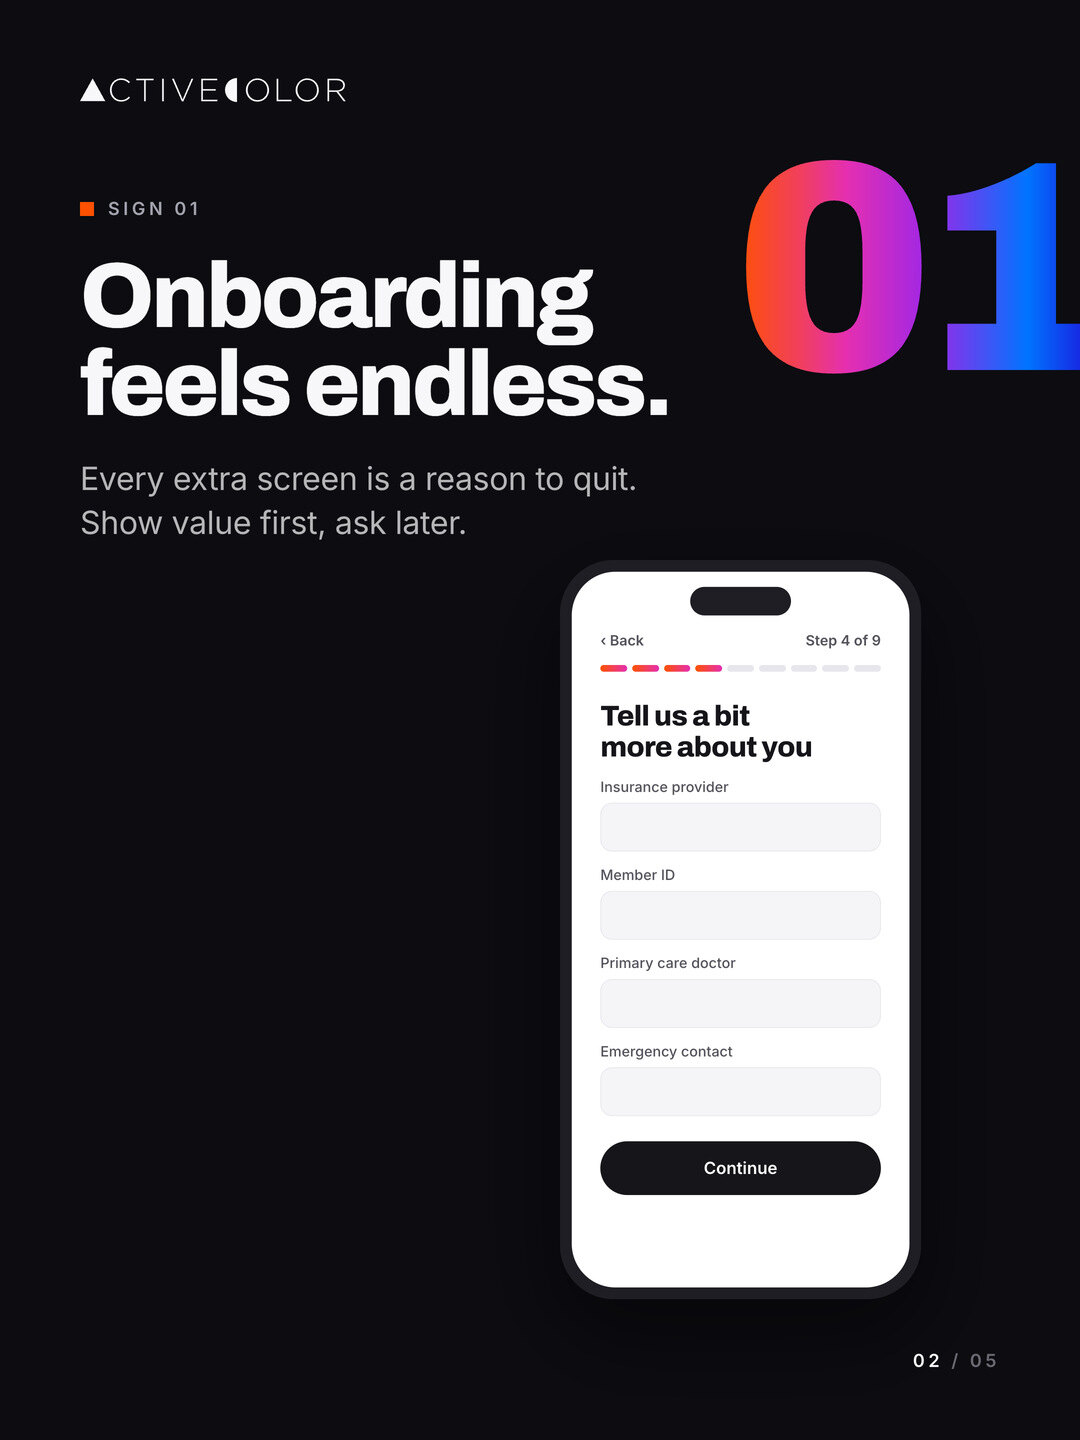 ACTIVECOLOR
SIGN 01
01
Onboarding
feels endless.
Every extra screen is a reason to quit.
Show value first, ask later.
‹ Back
Step 4 of 9
Tell us a bit
more about you
Insurance provider
Member ID
Primary care doctor
Emergency contact
Continue
02 / 05